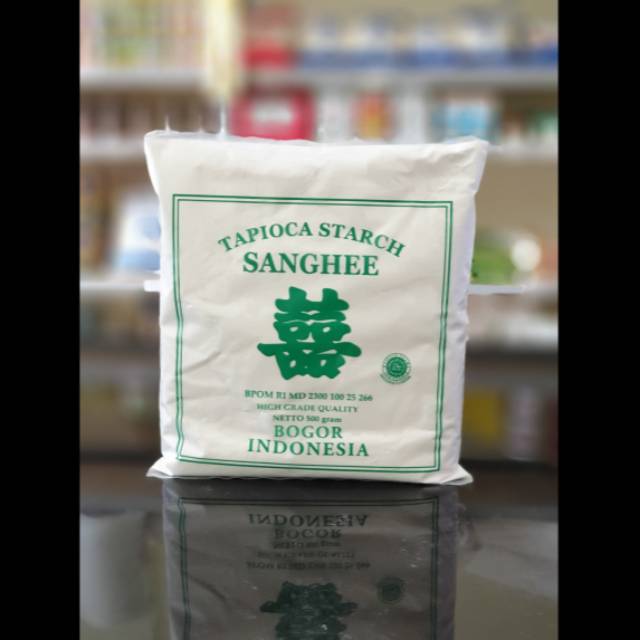 TAPIOCA STARCH
SANGHEE
囍
BPOM RI MD 2300 100 25 266
HIGH GRADE QUALITY
NETTO 500 gram
BOGOR
INDONESIA